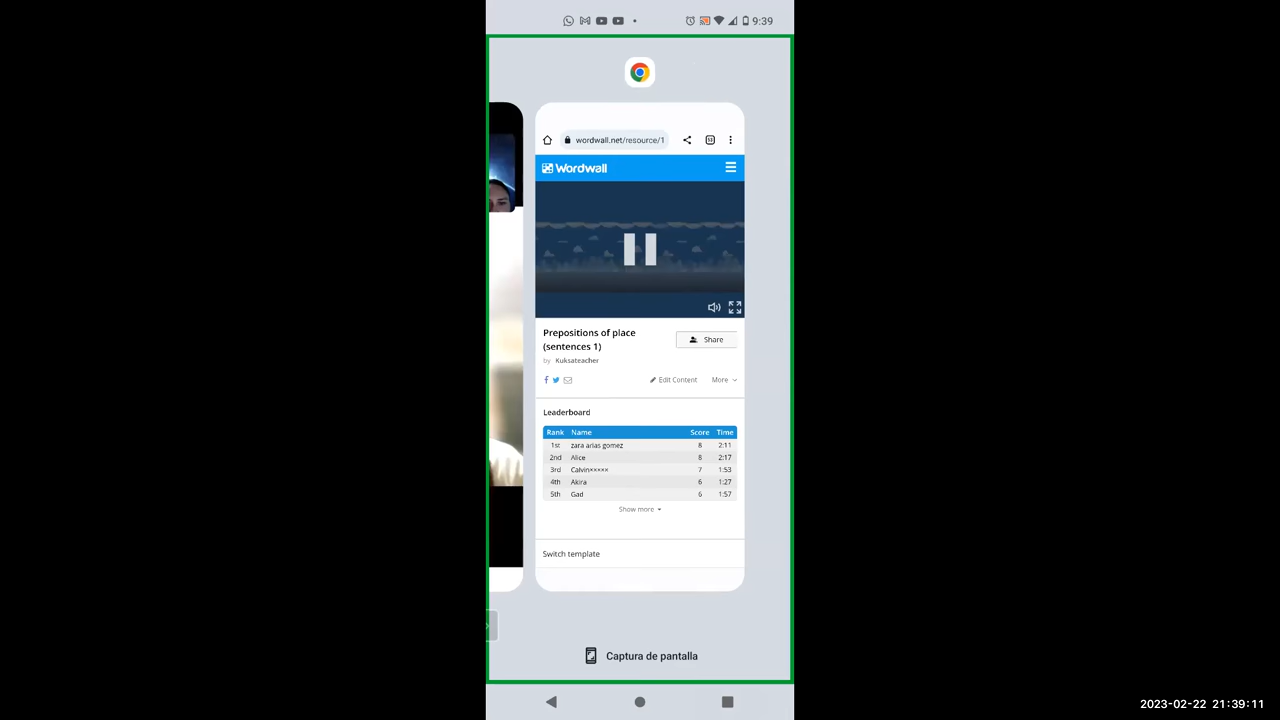 9:39
wordwall.net/resource/1
Wordwall
Prepositions of place
(sentences 1)
Share
by Kuksateacher
Edit Content More
Leaderboard
Rank Name Score Time
1st zara arias gomez 8 2:11
2nd Alice 8 2:17
3rd Calvin××××× 7 1:53
4th Akira 6 1:27
5th Gad 6 1:57
Show more
Switch template
Captura de pantalla
2023-02-22 21:39:11